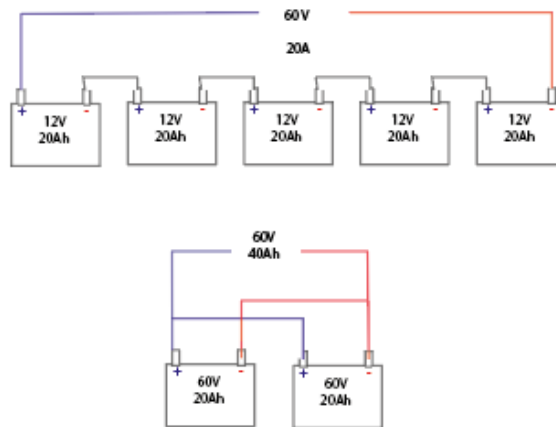 60V
20A
+ - + - + - + - + -
12V 12V 12V 12V 12V
20Ah 20Ah 20Ah 20Ah 20Ah
60V
40Ah
+ - + -
60V 60V
20Ah 20Ah